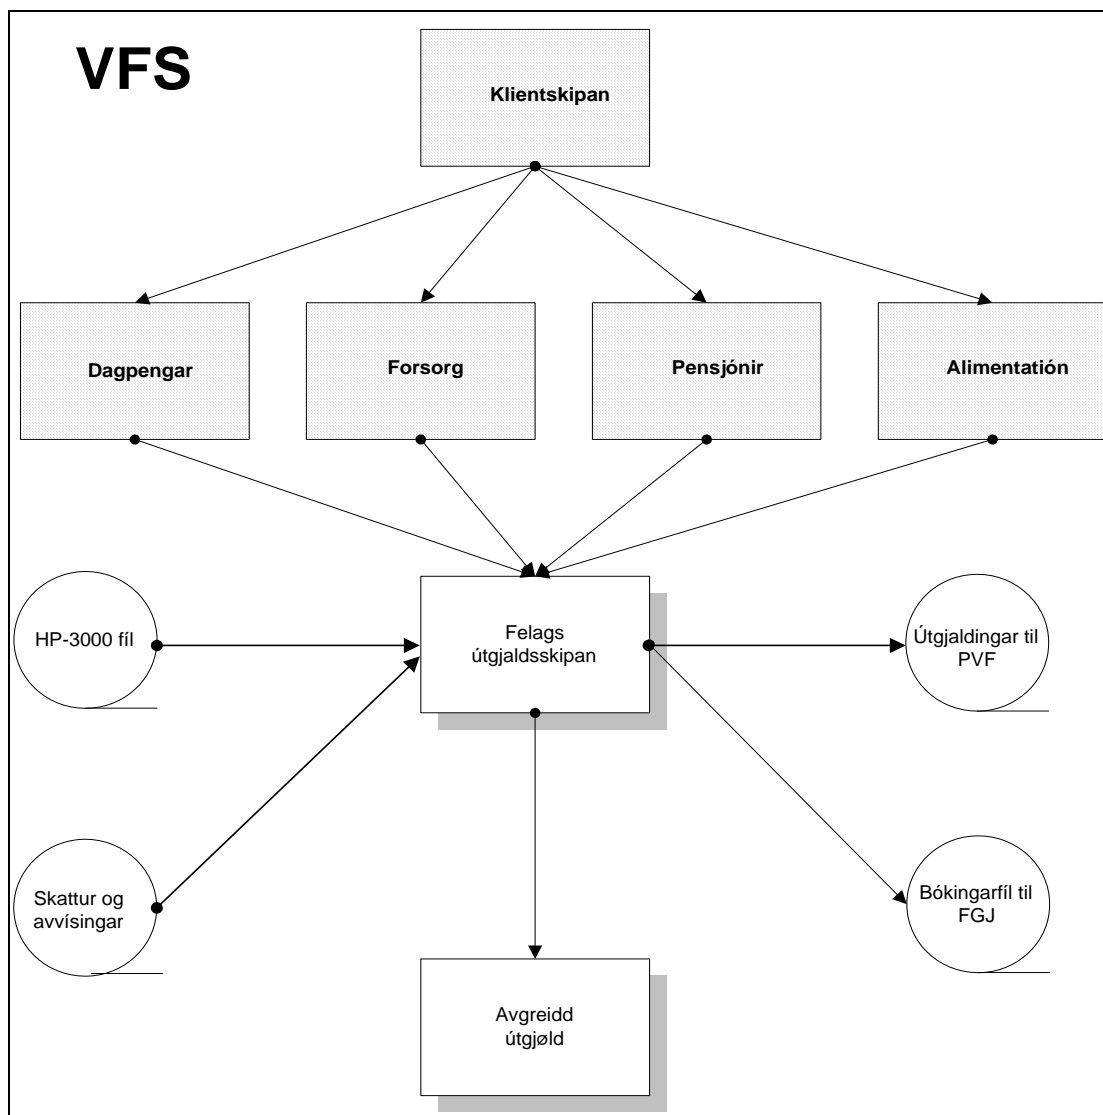 VFS
Klientskipan
Dagpengar
Forsorg
Pensjónir
Alimentatión
HP-3000 fíl
Felags
útgjaldsskipan
Útgjaldingar til
PVF
Skattur og
avvísingar
Bókingarfíl til
FGJ
Avgreidd
útgjøld